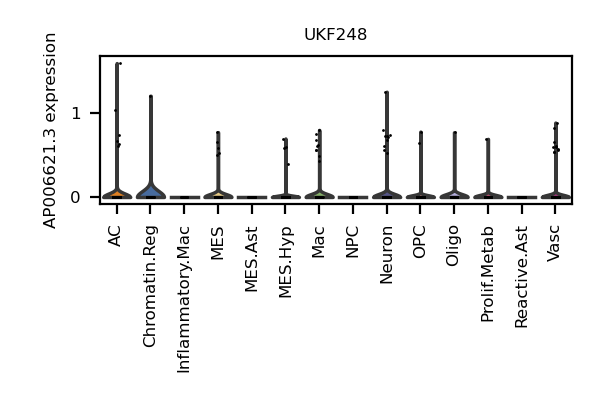 UKF248
AP006621.3 expression
1
0
AC
Chromatin.Reg
Inflammatory.Mac
MES
MES.Ast
MES.Hyp
Mac
NPC
Neuron
OPC
Oligo
Prolif.Metab
Reactive.Ast
Vasc